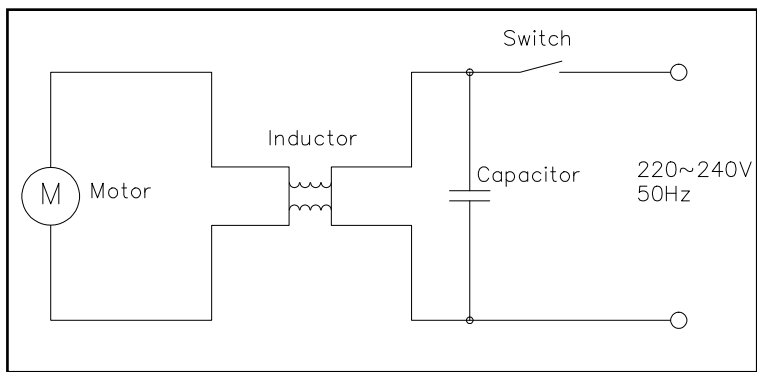 Switch
Inductor
Capacitor
M
Motor
220~240V
50Hz